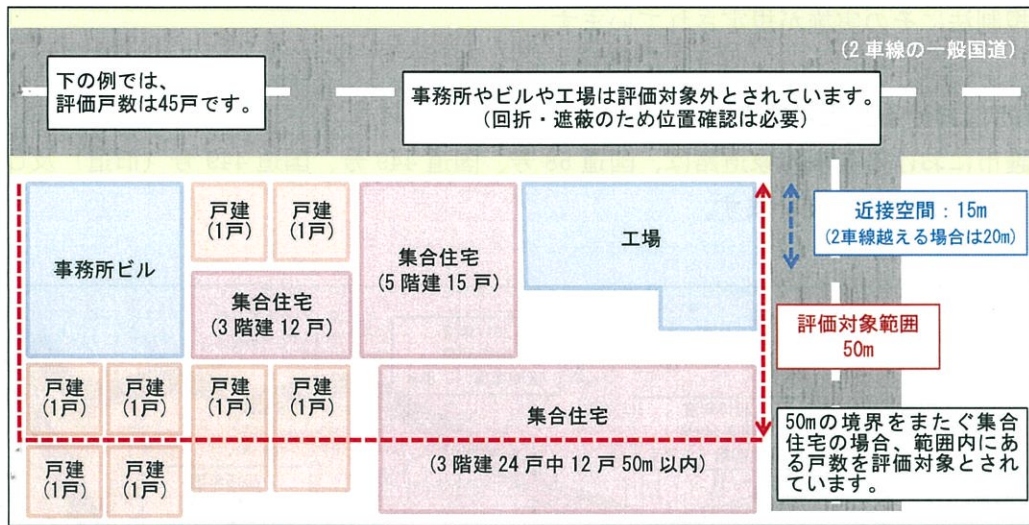 (2車線の一般国道)
下の例では、
評価戸数は45戸です。
事務所やビルや工場は評価対象外とされています。
(回折・遮蔽のため位置確認は必要)
事務所ビル
戸建
(1戸)
戸建
(1戸)
集合住宅
(3階建12戸)
集合住宅
(5階建15戸)
工場
近接空間：15m
(2車線越える場合は20m)
評価対象範囲
50m
戸建
(1戸)
戸建
(1戸)
戸建
(1戸)
戸建
(1戸)
戸建
(1戸)
戸建
(1戸)
集合住宅
(3階建24戸中12戸50m以内)
50mの境界をまたぐ集合
住宅の場合、範囲内にあ
る戸数を評価対象とされ
ています。